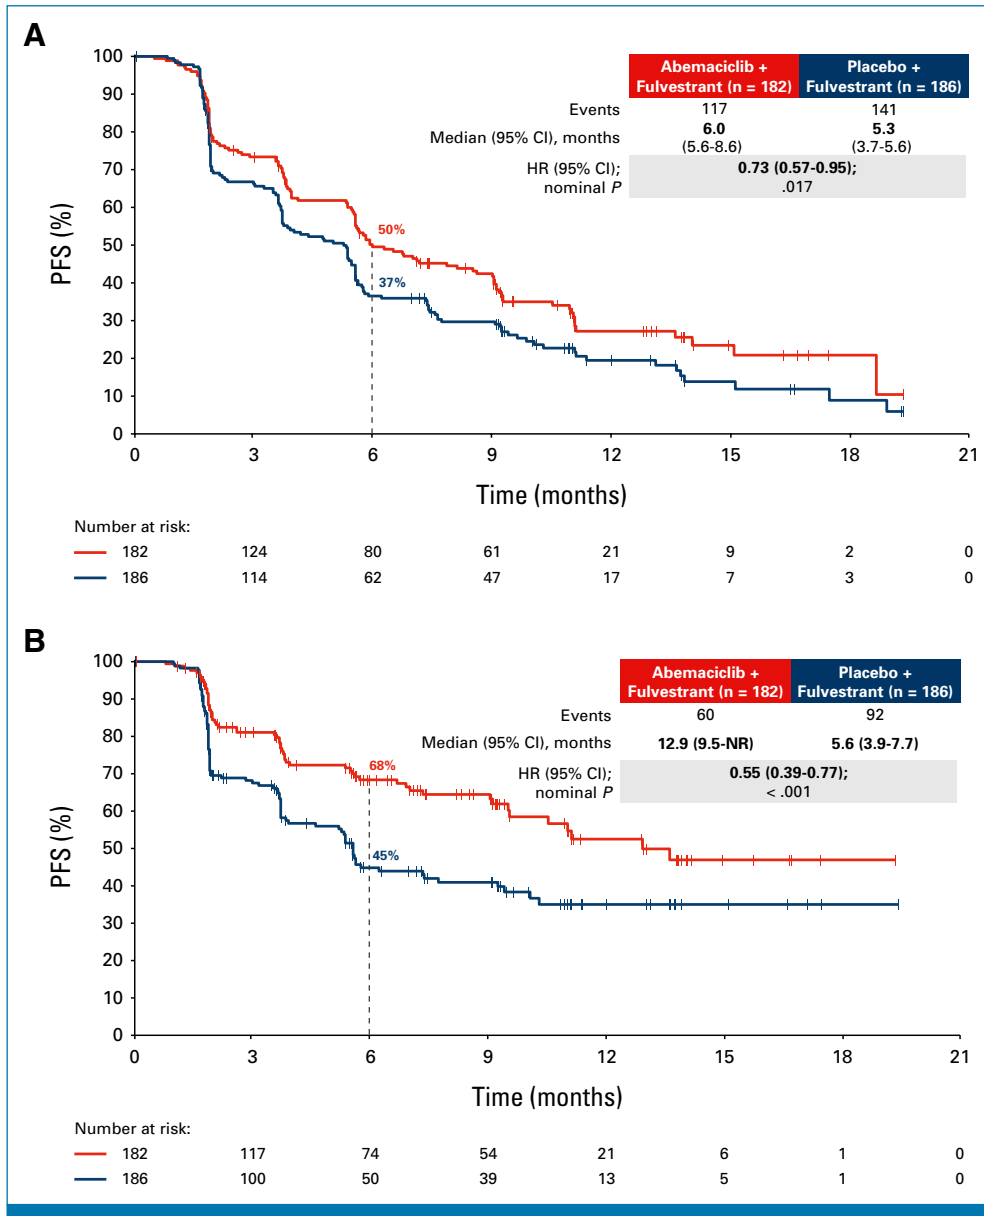 A
Abemaciclib + Fulvestrant (n = 182) Placebo + Fulvestrant (n = 186)
Events 117 141
Median (95% CI), months 6.0 (5.6-8.6) 5.3 (3.7-5.6)
HR (95% CI); nominal P 0.73 (0.57-0.95); .017
PFS (%)
100
90
80
70
60
50
40
30
20
10
0
50%
37%
0 3 6 9 12 15 18 21
Time (months)
Number at risk:
182 124 80 61 21 9 2 0
186 114 62 47 17 7 3 0
B
Abemaciclib + Fulvestrant (n = 182) Placebo + Fulvestrant (n = 186)
Events 60 92
Median (95% CI), months 12.9 (9.5-NR) 5.6 (3.9-7.7)
HR (95% CI); nominal P 0.55 (0.39-0.77); < .001
PFS (%)
100
90
80
70
60
50
40
30
20
10
0
68%
45%
0 3 6 9 12 15 18 21
Time (months)
Number at risk:
182 117 74 54 21 6 1 0
186 100 50 39 13 5 1 0